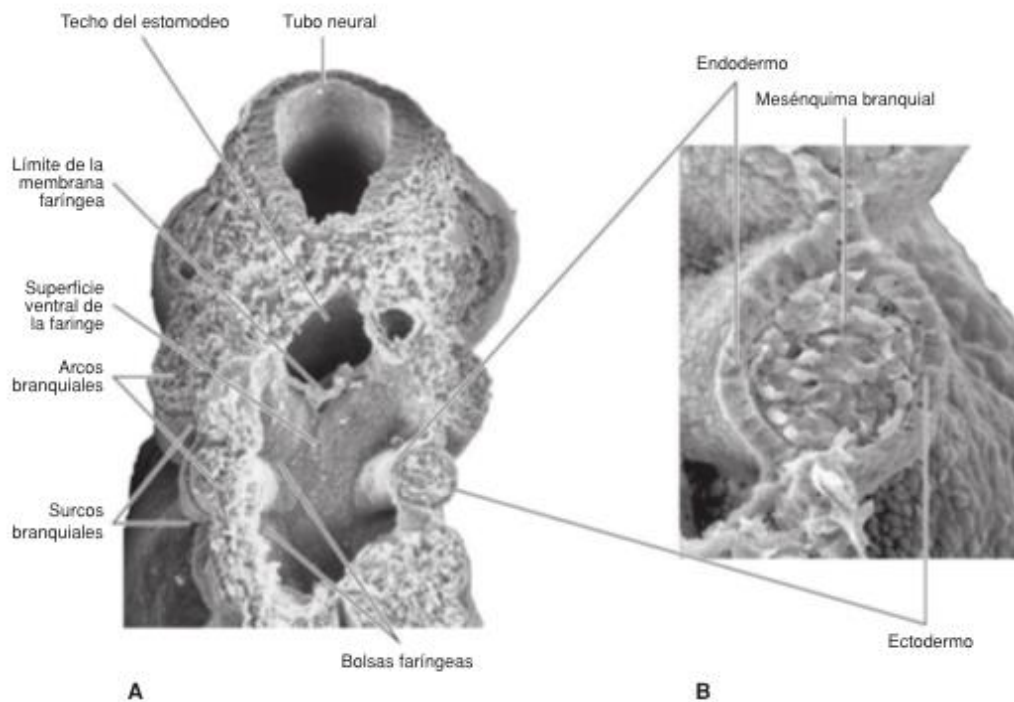 Techo del estomodeo
Tubo neural
Límite de la
membrana
faríngea
Superficie
ventral de
la faringe
Arcos
branquiales
Surcos
branquiales
Bolsas faríngeas
A
Endodermo
Mesénquima branquial
Ectodermo
B